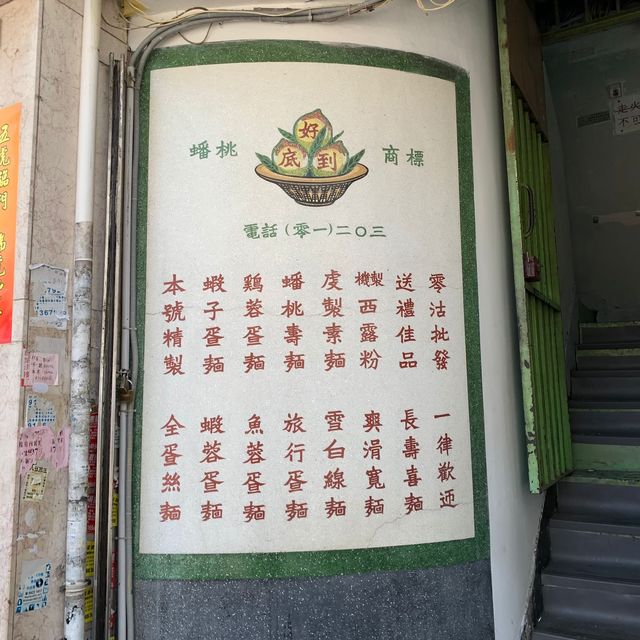 蟠桃
好到底
商標
電話(零一)二〇三
本號精製 全蛋絲麵
蝦子蛋麵 蝦蓉蛋麵
鷄蓉蛋麵 魚蓉蛋麵
蟠桃壽麵 旅行蛋麵
虔製素麵 雪白線麵
機製西露粉 爽滑寬麵
送禮佳品 長壽喜麵
零沽批發 一律歡迎
走火
不可